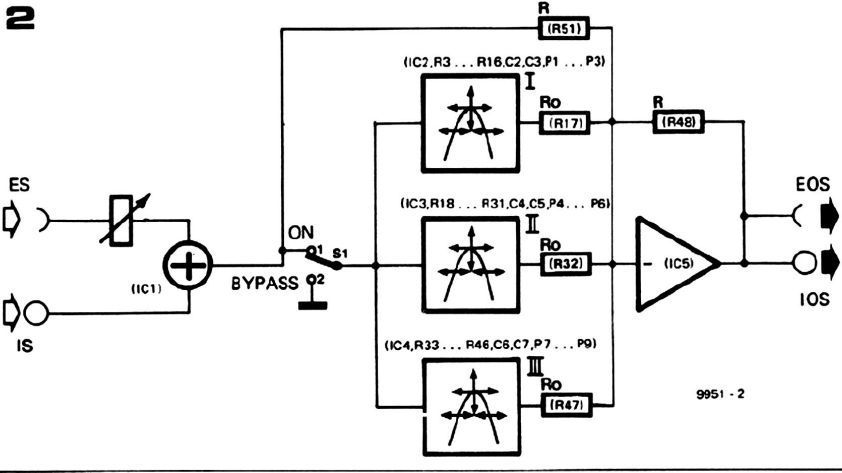 2
R
(R51)
(IC2,R3 . . . R16,C2,C3,P1 . . . P3)
I
Ro
(R17)
R
(R48)
ES
(IC3,R18 . . . R31,C4,C5,P4 . . . P6)
II
EOS
ON
1
S1
Ro
(R32)
(IC5)
(IC1)
BYPASS
2
IOS
IS
(IC4,R33 . . . R46,C6,C7,P7 . . . P9)
III
Ro
(R47)
9951 - 2